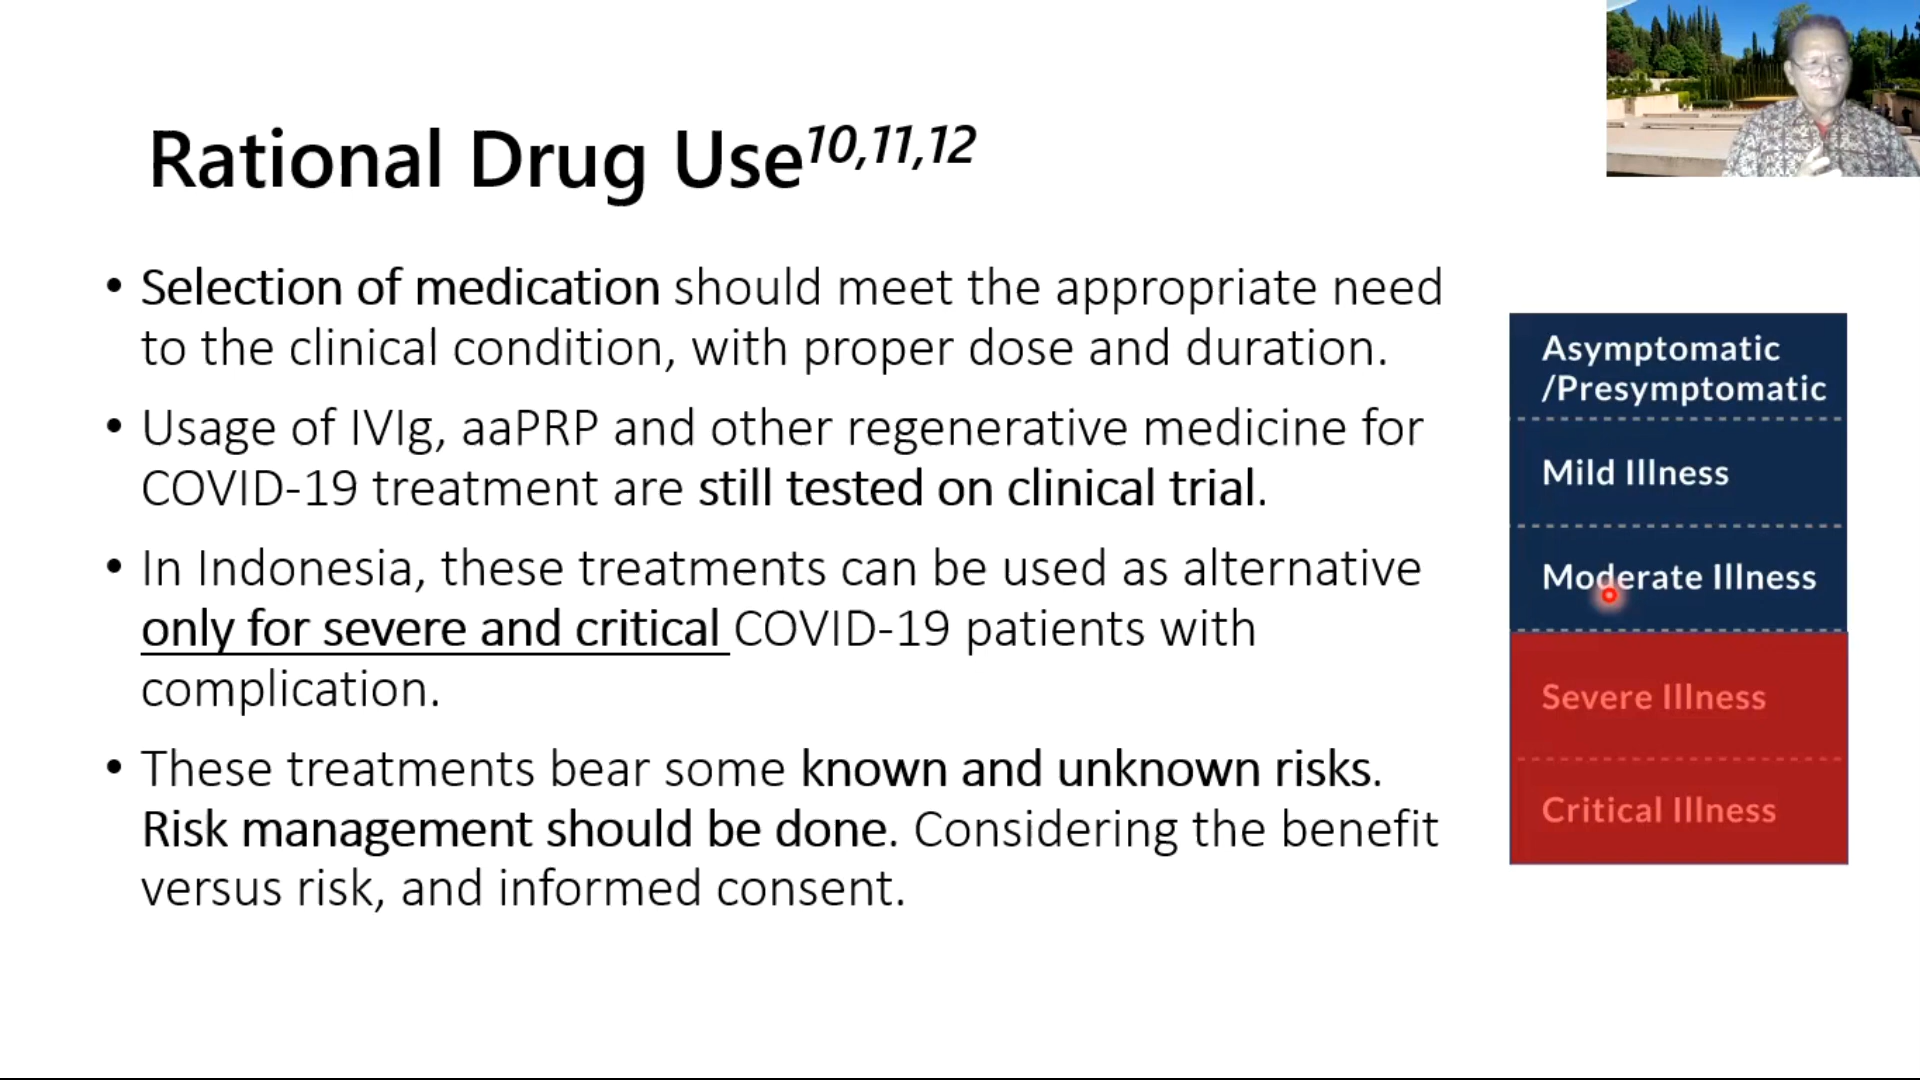 Rational Drug Use10,11,12
• Selection of medication should meet the appropriate need
to the clinical condition, with proper dose and duration.
• Usage of IVIg, aaPRP and other regenerative medicine for
COVID-19 treatment are still tested on clinical trial.
• In Indonesia, these treatments can be used as alternative
only for severe and critical COVID-19 patients with
complication.
• These treatments bear some known and unknown risks.
Risk management should be done. Considering the benefit
versus risk, and informed consent.
Asymptomatic
/Presymptomatic
Mild Illness
Moderate Illness
Severe Illness
Critical Illness